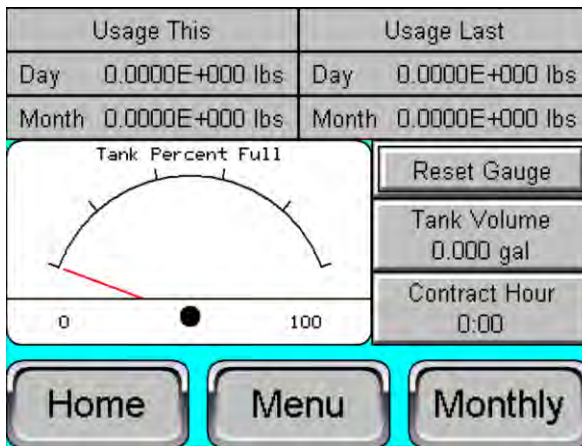 Usage This
Usage Last
Day 0.0000E+000 lbs
Day 0.0000E+000 lbs
Month 0.0000E+000 lbs
Month 0.0000E+000 lbs
Tank Percent Full
0
100
Reset Gauge
Tank Volume
0.000 gal
Contract Hour
0:00
Home
Menu
Monthly